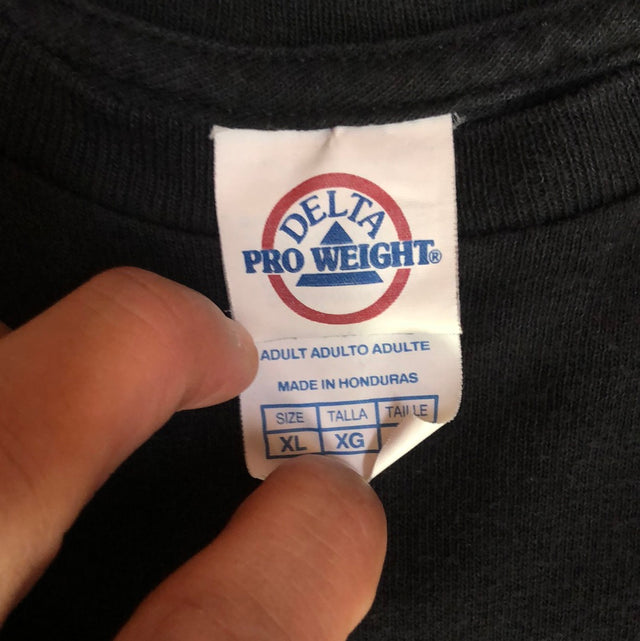 DELTA
PRO WEIGHT®
ADULT ADULTO ADULTE
MADE IN HONDURAS
SIZE TALLA TAILLE
XL XG